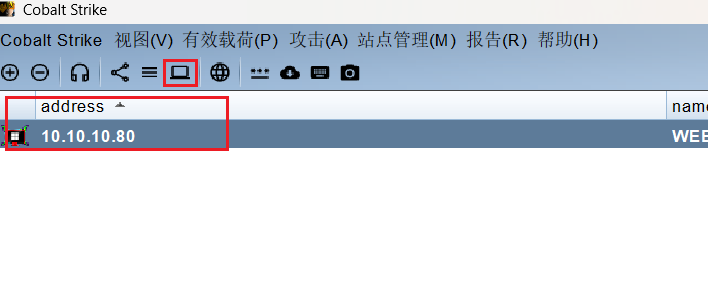 Cobalt Strike
Cobalt Strike 视图(V) 有效载荷(P) 攻击(A) 站点管理(M) 报告(R) 帮助(H)
address name
10.10.10.80 WEB